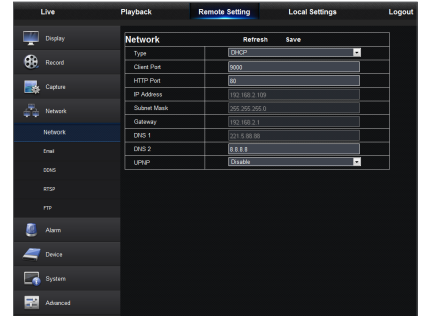 Live Playback Remote Setting Local Settings Logout
Display
Record
Capture
Network
Network
Email
DDNS
RTSP
FTP
Alarm
Device
System
Advanced
Network Refresh Save
Type DHCP
Client Port 9000
HTTP Port 80
IP Address 192.168.2.109
Subnet Mask 255.255.255.0
Gateway 192.168.2.1
DNS 1 221.5.88.88
DNS 2 8.8.8.8
UPNP Disable